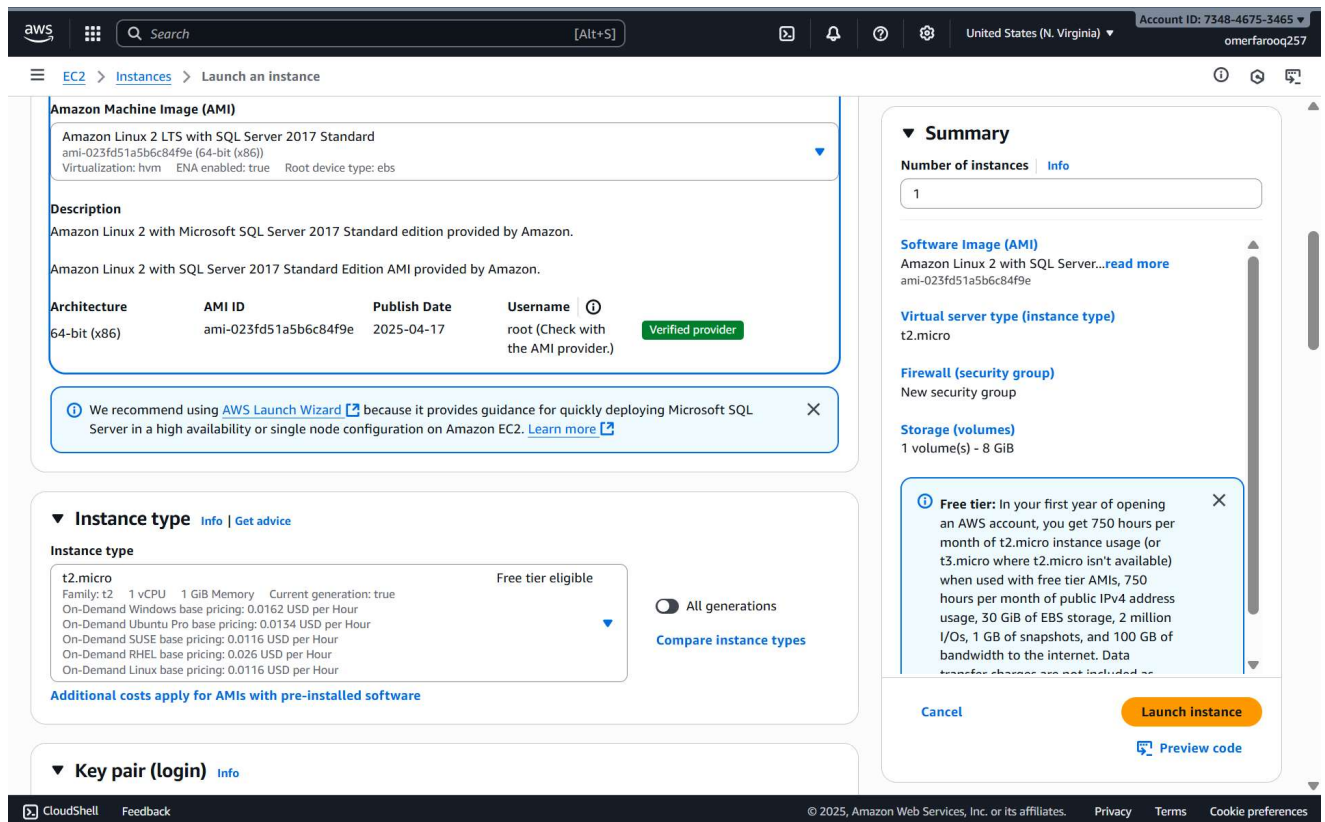 aws
Search
[Alt+S]
United States (N. Virginia) ▼
Account ID: 7348-4675-3465 ▼
omerfarooq257
EC2 > Instances > Launch an instance
Amazon Machine Image (AMI)
Amazon Linux 2 LTS with SQL Server 2017 Standard
ami-023fd51a5b6c84f9e (64-bit (x86))
Virtualization: hvm ENA enabled: true Root device type: ebs
Description
Amazon Linux 2 with Microsoft SQL Server 2017 Standard edition provided by Amazon.
Amazon Linux 2 with SQL Server 2017 Standard Edition AMI provided by Amazon.
Architecture AMI ID Publish Date Username
64-bit (x86) ami-023fd51a5b6c84f9e 2025-04-17 root (Check with
the AMI provider.)
Verified provider
We recommend using AWS Launch Wizard because it provides guidance for quickly deploying Microsoft SQL
Server in a high availability or single node configuration on Amazon EC2. Learn more
Instance type Info | Get advice
Instance type
t2.micro Free tier eligible
Family: t2 1 vCPU 1 GiB Memory Current generation: true
On-Demand Windows base pricing: 0.0162 USD per Hour
On-Demand Ubuntu Pro base pricing: 0.0134 USD per Hour
On-Demand SUSE base pricing: 0.0116 USD per Hour
On-Demand RHEL base pricing: 0.026 USD per Hour
On-Demand Linux base pricing: 0.0116 USD per Hour
All generations
Compare instance types
Additional costs apply for AMIs with pre-installed software
Key pair (login) Info
Summary
Number of instances Info
1
Software Image (AMI)
Amazon Linux 2 with SQL Server...read more
ami-023fd51a5b6c84f9e
Virtual server type (instance type)
t2.micro
Firewall (security group)
New security group
Storage (volumes)
1 volume(s) - 8 GiB
Free tier: In your first year of opening
an AWS account, you get 750 hours per
month of t2.micro instance usage (or
t3.micro where t2.micro isn't available)
when used with free tier AMIs, 750
hours per month of public IPv4 address
usage, 30 GiB of EBS storage, 2 million
I/Os, 1 GB of snapshots, and 100 GB of
bandwidth to the internet. Data
transfer charges are not included as
Cancel
Launch instance
Preview code
CloudShell Feedback
© 2025, Amazon Web Services, Inc. or its affiliates. Privacy Terms Cookie preferences